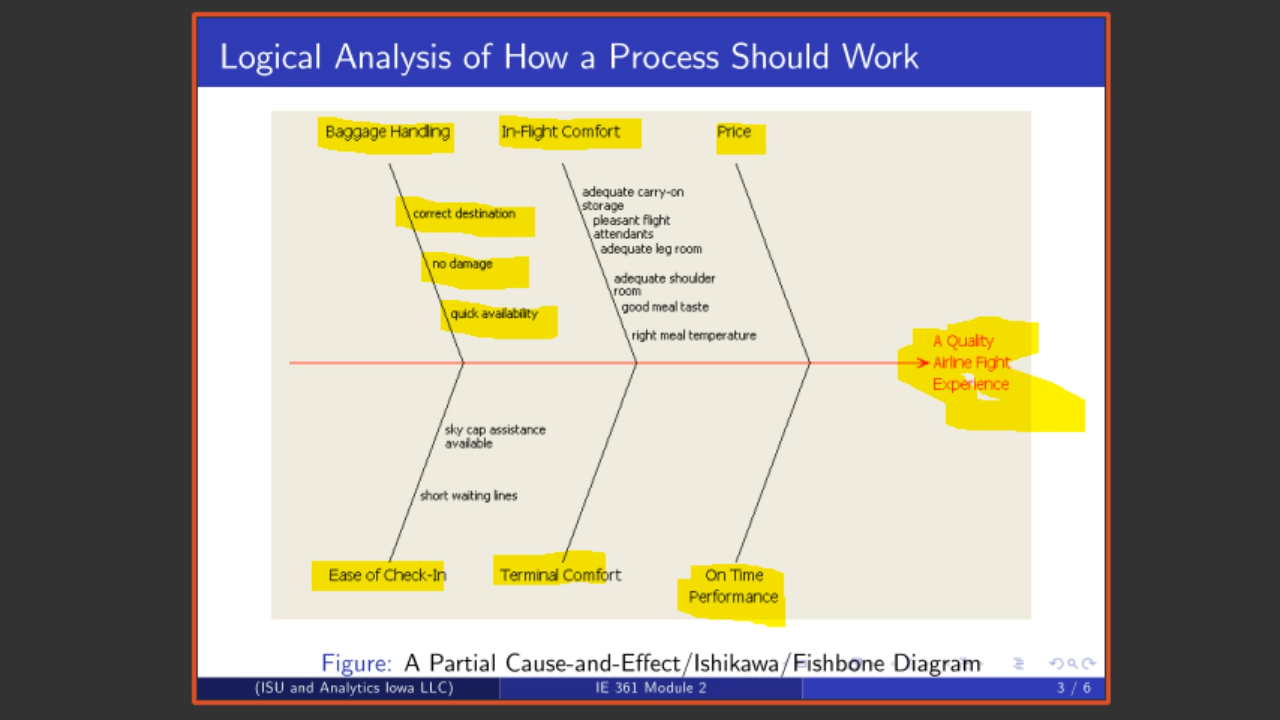 Logical Analysis of How a Process Should Work
Baggage Handling
In-Flight Comfort
Price
correct destination
no damage
quick availability
adequate carry-on
storage
pleasant flight
attendants
adequate leg room
adequate shoulder
room
good meal taste
right meal temperature
A Quality
Airline Fight
Experience
sky cap assistance
available
short waiting lines
Ease of Check-In
Terminal Comfort
On Time
Performance
Figure: A Partial Cause-and-Effect/Ishikawa/Fishbone Diagram
(ISU and Analytics Iowa LLC)
IE 361 Module 2
3 / 6